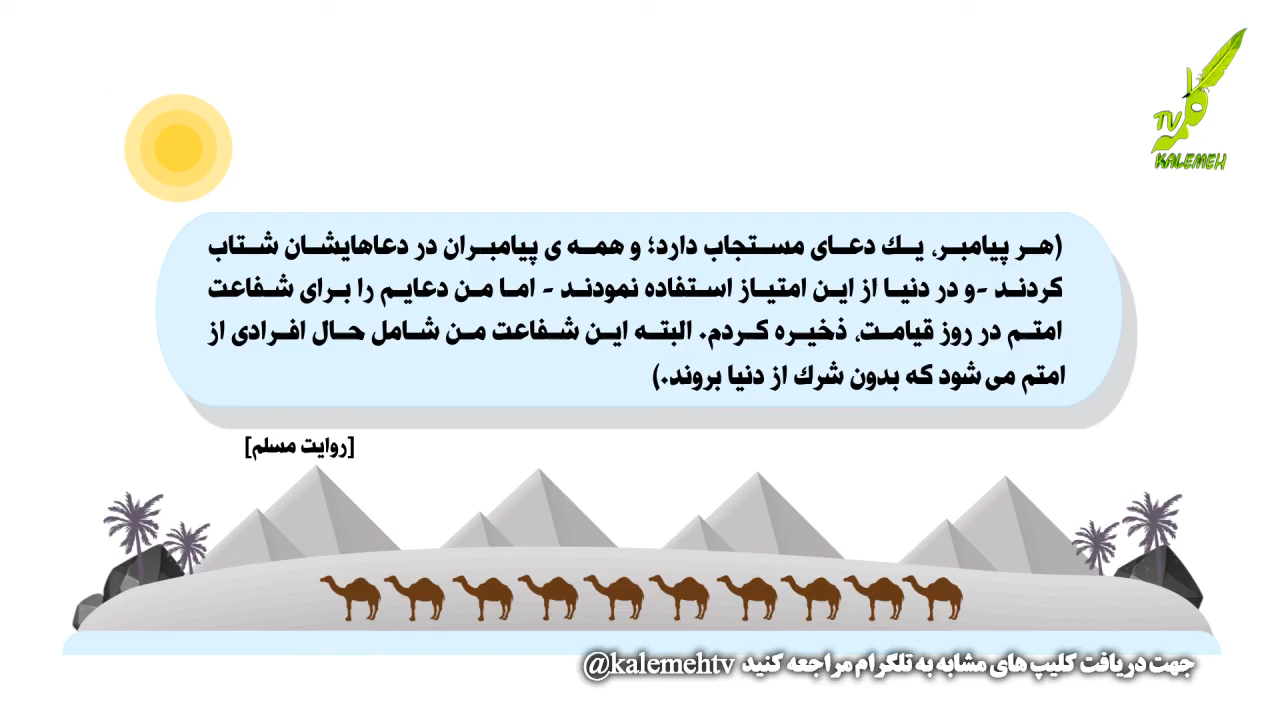 TV
KALEMEH
(هر پیامبر، یک دعای مستجاب دارد؛ و همه ی پیامبران در دعاهایشان شتاب
کردند -و در دنیا از این امتیاز استفاده نمودند - اما من دعایم را برای شفاعت
امتم در روز قیامت، ذخیره کردم. البته این شفاعت من شامل حال افرادی از
امتم می شود که بدون شرك از دنیا بروند.)
[روایت مسلم]
جهت دریافت کلیپ های مشابه به تلگرام مراجعه کنید @kalemehtv